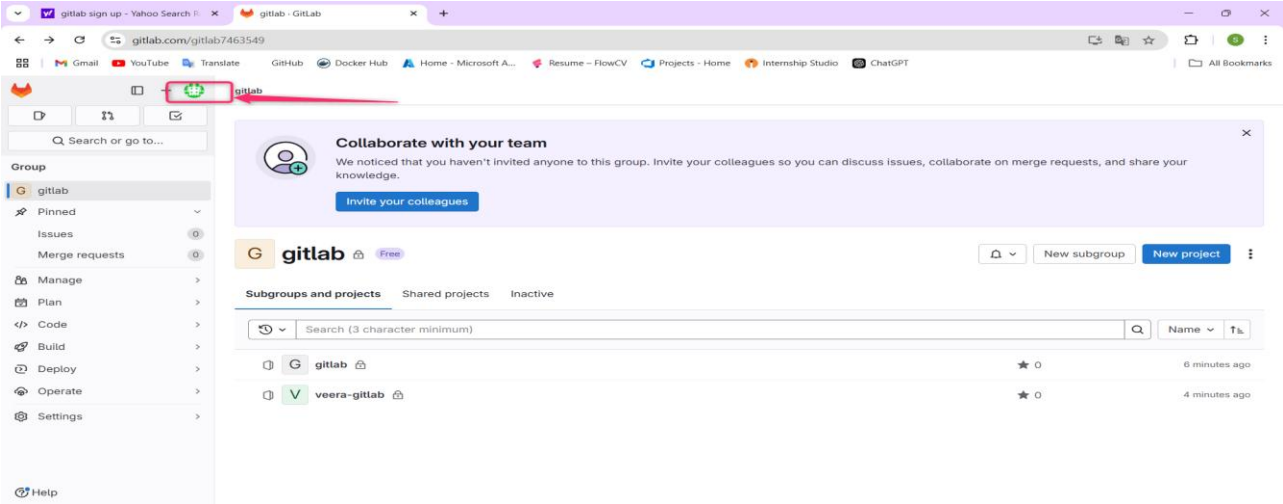 gitlab sign up - Yahoo Search R
gitlab · GitLab
gitlab.com/gitlab7463549
S
Gmail
YouTube
Translate
GitHub
Docker Hub
Home - Microsoft A...
Resume – FlowCV
Projects - Home
Internship Studio
ChatGPT
All Bookmarks
gitlab
Search or go to...
Group
G gitlab
Pinned
Issues 0
Merge requests 0
Manage
Plan
Code
Build
Deploy
Operate
Settings
Help
Collaborate with your team
We noticed that you haven't invited anyone to this group. Invite your colleagues so you can discuss issues, collaborate on merge requests, and share your
knowledge.
Invite your colleagues
G gitlab Free
New subgroup
New project
Subgroups and projects Shared projects Inactive
Search (3 character minimum)
Name
G gitlab 0 6 minutes ago
V veera-gitlab 0 4 minutes ago